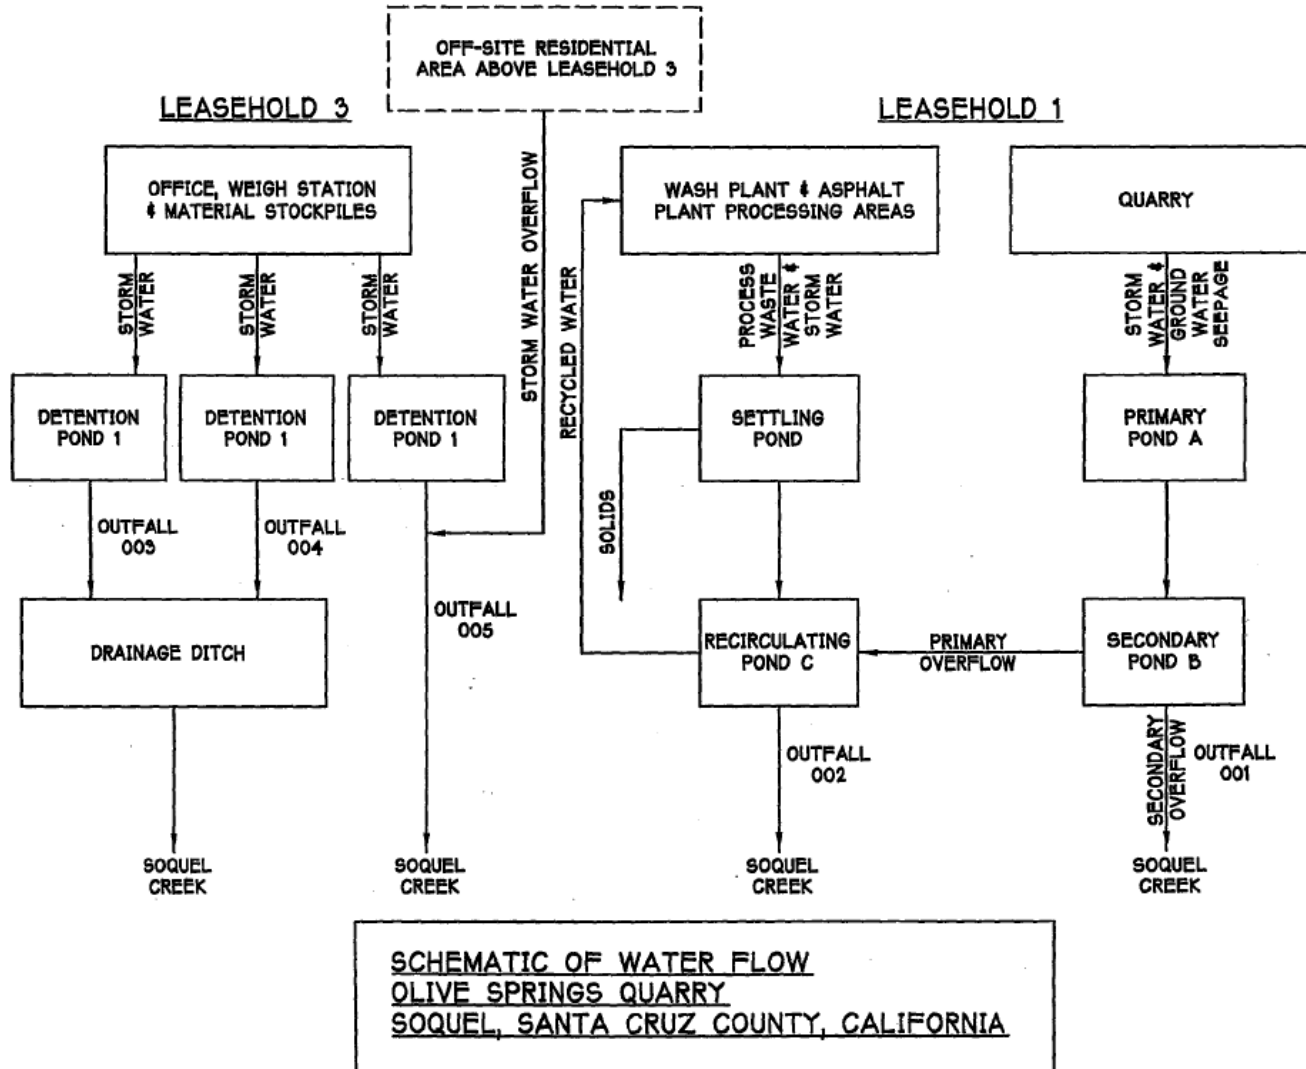 OFF-SITE RESIDENTIAL
AREA ABOVE LEASEHOLD 3
LEASEHOLD 3
LEASEHOLD 1
OFFICE, WEIGH STATION
& MATERIAL STOCKPILES
WASH PLANT & ASPHALT
PLANT PROCESSING AREAS
QUARRY
STORM
WATER
STORM
WATER
STORM
WATER
STORM WATER OVERFLOW
RECYCLED WATER
PROCESS
WASTE
WATER &
STORM
WATER
STORM
WATER &
GROUND
WATER
SEEPAGE
DETENTION
POND 1
DETENTION
POND 1
DETENTION
POND 1
SETTLING
POND
PRIMARY
POND A
OUTFALL
003
OUTFALL
004
SOLIDS
OUTFALL
005
DRAINAGE DITCH
RECIRCULATING
POND C
PRIMARY
OVERFLOW
SECONDARY
POND B
OUTFALL
002
SECONDARY
OVERFLOW
OUTFALL
001
SOQUEL
CREEK
SOQUEL
CREEK
SOQUEL
CREEK
SOQUEL
CREEK
SCHEMATIC OF WATER FLOW
OLIVE SPRINGS QUARRY
SOQUEL, SANTA CRUZ COUNTY, CALIFORNIA